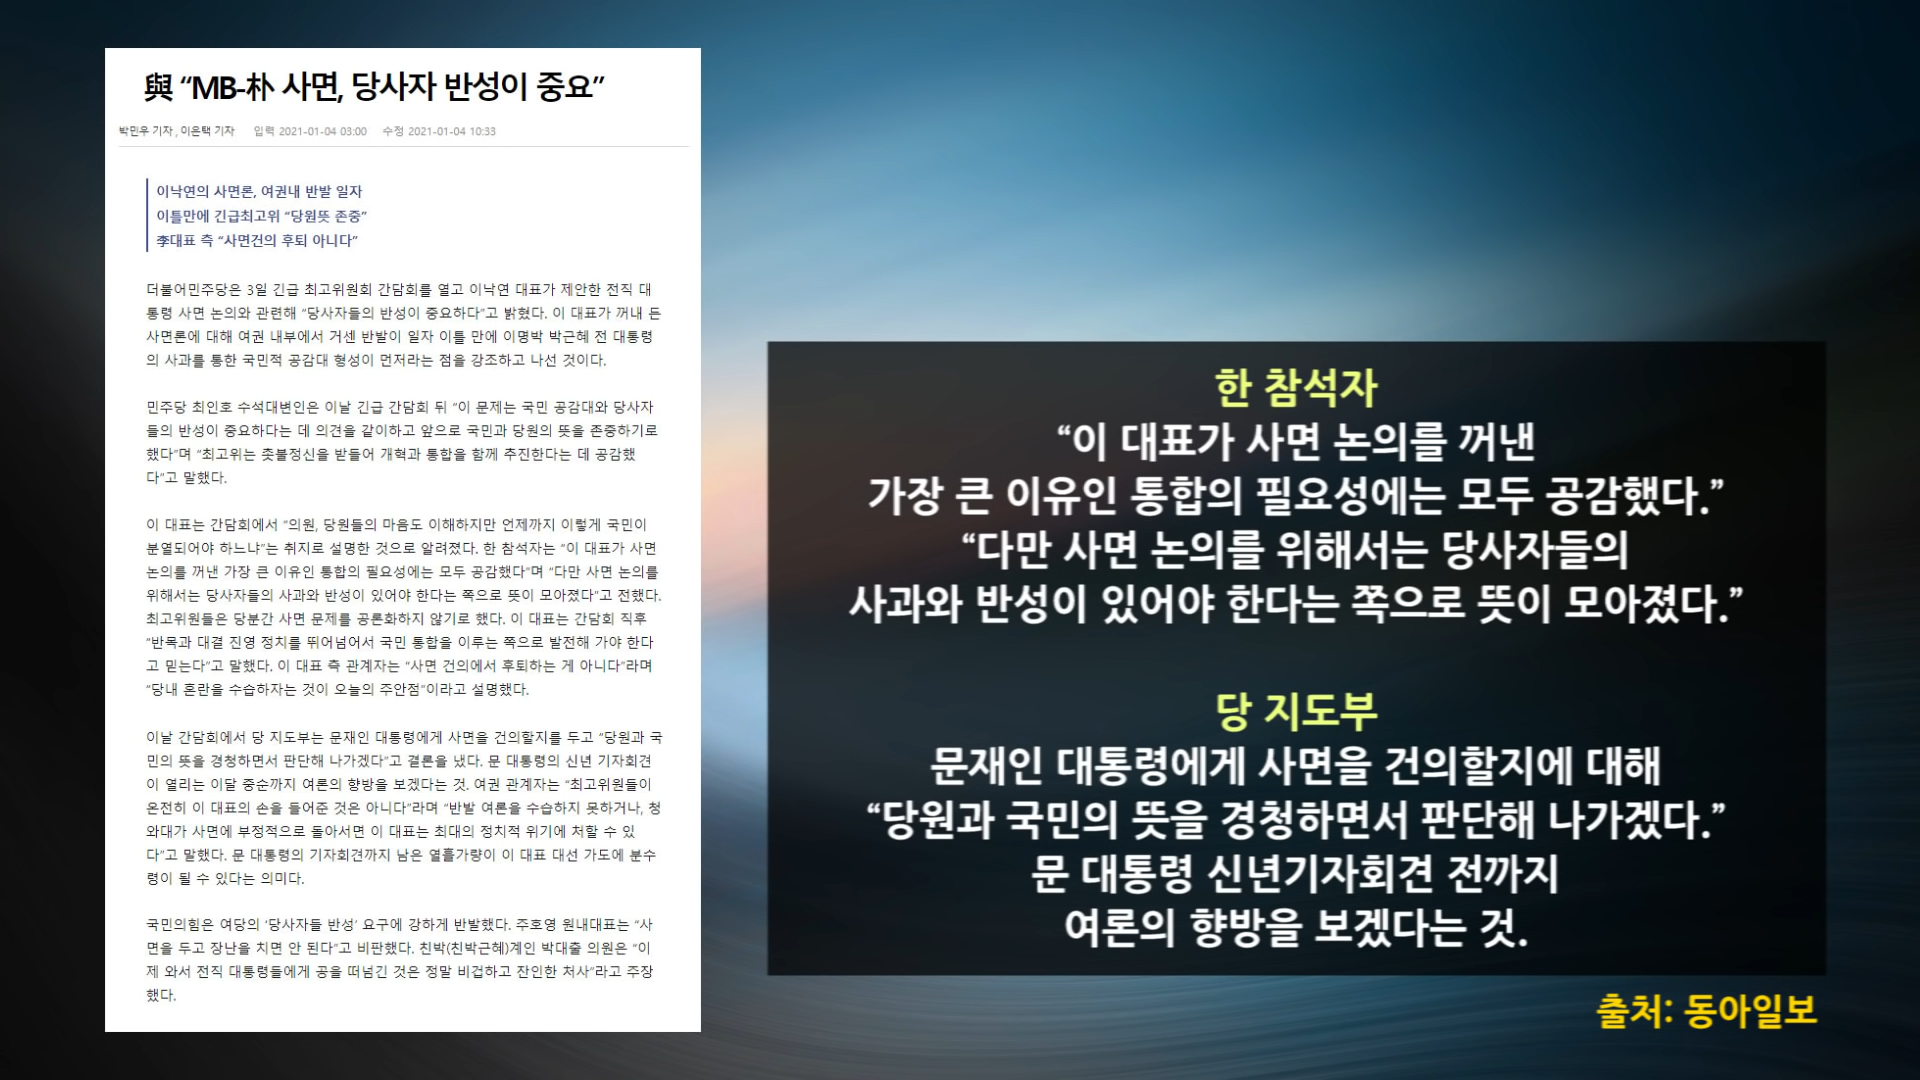 與 “MB-朴 사면, 당사자 반성이 중요”
박민우 기자 , 이은택 기자 입력 2021-01-04 03:00 수정 2021-01-04 10:33
이낙연의 사면론, 여권내 반발 일자
이틀만에 긴급최고위 “당원뜻 존중”
李대표 측 “사면건의 후퇴 아니다”
더불어민주당은 3일 긴급 최고위원회 간담회를 열고 이낙연 대표가 제안한 전직 대
통령 사면 논의와 관련해 “당사자들의 반성이 중요하다”고 밝혔다. 이 대표가 꺼내 든
사면론에 대해 여권 내부에서 거센 반발이 일자 이틀 만에 이명박 박근혜 전 대통령
의 사과를 통한 국민적 공감대 형성이 먼저라는 점을 강조하고 나선 것이다.
민주당 최인호 수석대변인은 이날 긴급 간담회 뒤 “이 문제는 국민 공감대와 당사자
들의 반성이 중요하다는 데 의견을 같이하고 앞으로 국민과 당원의 뜻을 존중하기로
했다”며 “최고위는 촛불정신을 받들어 개혁과 통합을 함께 추진한다는 데 공감했
다”고 말했다.
이 대표는 간담회에서 “의원, 당원들의 마음도 이해하지만 언제까지 이렇게 국민이
분열되어야 하느냐”는 취지로 설명한 것으로 알려졌다. 한 참석자는 “이 대표가 사면
논의를 꺼낸 가장 큰 이유인 통합의 필요성에는 모두 공감했다”며 “다만 사면 논의를
위해서는 당사자들의 사과와 반성이 있어야 한다는 쪽으로 뜻이 모아졌다”고 전했다.
최고위원들은 당분간 사면 문제를 공론화하지 않기로 했다. 이 대표는 간담회 직후
“반목과 대결 진영 정치를 뛰어넘어서 국민 통합을 이루는 쪽으로 발전해 가야 한다
고 믿는다”고 말했다. 이 대표 측 관계자는 “사면 건의에서 후퇴하는 게 아니다”라며
“당내 혼란을 수습하자는 것이 오늘의 주안점”이라고 설명했다.
이날 간담회에서 당 지도부는 문재인 대통령에게 사면을 건의할지를 두고 “당원과 국
민의 뜻을 경청하면서 판단해 나가겠다”고 결론을 냈다. 문 대통령의 신년 기자회견
이 열리는 이달 중순까지 여론의 향방을 보겠다는 것. 여권 관계자는 “최고위원들이
온전히 이 대표의 손을 들어준 것은 아니다”라며 “반발 여론을 수습하지 못하거나, 청
와대가 사면에 부정적으로 돌아서면 이 대표는 최대의 정치적 위기에 처할 수 있
다”고 말했다. 문 대통령의 기자회견까지 남은 열흘가량이 이 대표 대선 가도에 분수
령이 될 수 있다는 의미다.
국민의힘은 여당의 ‘당사자들 반성’ 요구에 강하게 반발했다. 주호영 원내대표는 “사
면을 두고 장난을 치면 안 된다”고 비판했다. 친박(친박근혜)계인 박대출 의원은 “이
제 와서 전직 대통령들에게 공을 떠넘긴 것은 정말 비겁하고 잔인한 처사”라고 주장
했다.
한 참석자
“이 대표가 사면 논의를 꺼낸
가장 큰 이유인 통합의 필요성에는 모두 공감했다.”
“다만 사면 논의를 위해서는 당사자들의
사과와 반성이 있어야 한다는 쪽으로 뜻이 모아졌다.”
당 지도부
문재인 대통령에게 사면을 건의할지에 대해
“당원과 국민의 뜻을 경청하면서 판단해 나가겠다.”
문 대통령 신년기자회견 전까지
여론의 향방을 보겠다는 것.
출처: 동아일보